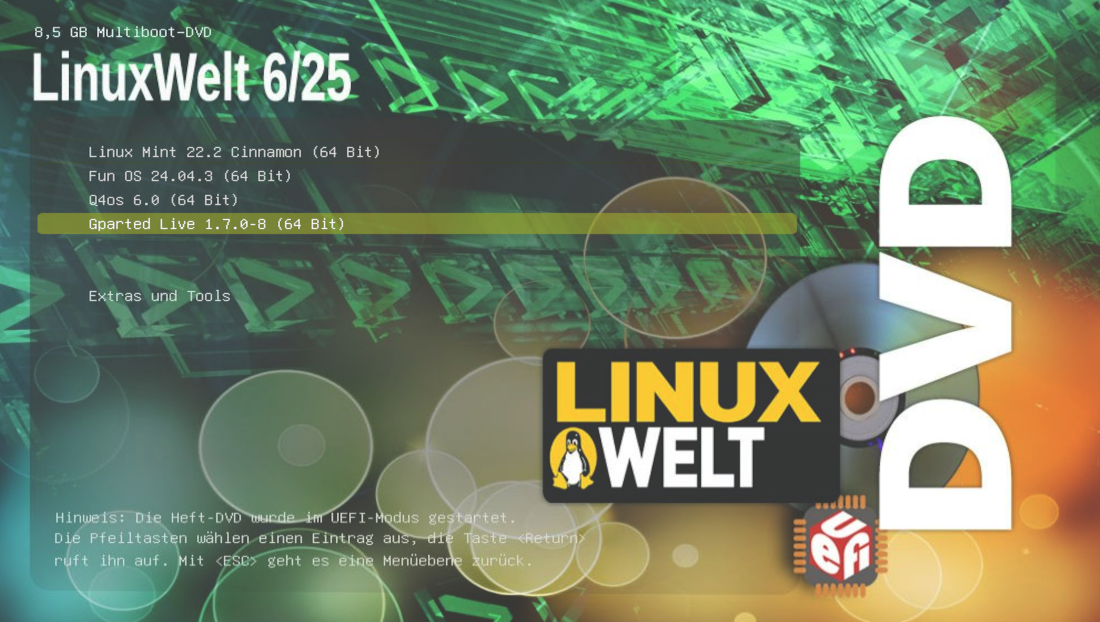 8,5 GB Multiboot-DVD
LinuxWelt 6/25
Linux Mint 22.2 Cinnamon (64 Bit)
Fun OS 24.04.3 (64 Bit)
Q4os 6.0 (64 Bit)
Gparted Live 1.7.0-8 (64 Bit)
Extras und Tools
DVD
LINUX
WELT
UEFI
Hinweis: Die Heft-DVD wurde im UEFI-Modus gestartet.
Die Pfeiltasten wählen einen Eintrag aus, die Taste <Return>
ruft ihn auf. Mit <ESC> geht es eine Menüebene zurück.